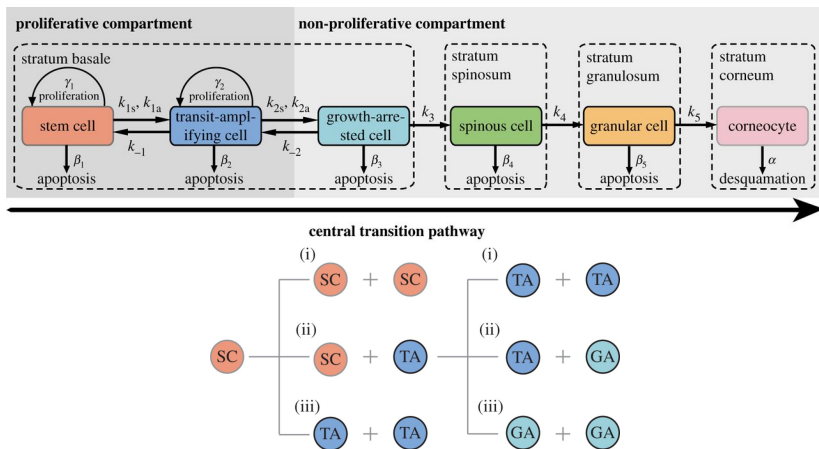 proliferative compartment
non-proliferative compartment
stratum basale
stratum
spinosum
stratum
granulosum
stratum
corneum
γ1
proliferation
γ2
proliferation
k1s, k1a
k2s, k2a
k3
k4
k5
stem cell
transit-ampl-
ifying cell
growth-arre-
sted cell
spinous cell
granular cell
corneocyte
k–1
k–2
β1
β2
β3
β4
β5
α
apoptosis
apoptosis
apoptosis
apoptosis
apoptosis
desquamation
central transition pathway
(i)
SC + SC
(i)
TA + TA
SC
(ii)
SC + TA
(ii)
TA + GA
(iii)
TA + TA
(iii)
GA + GA